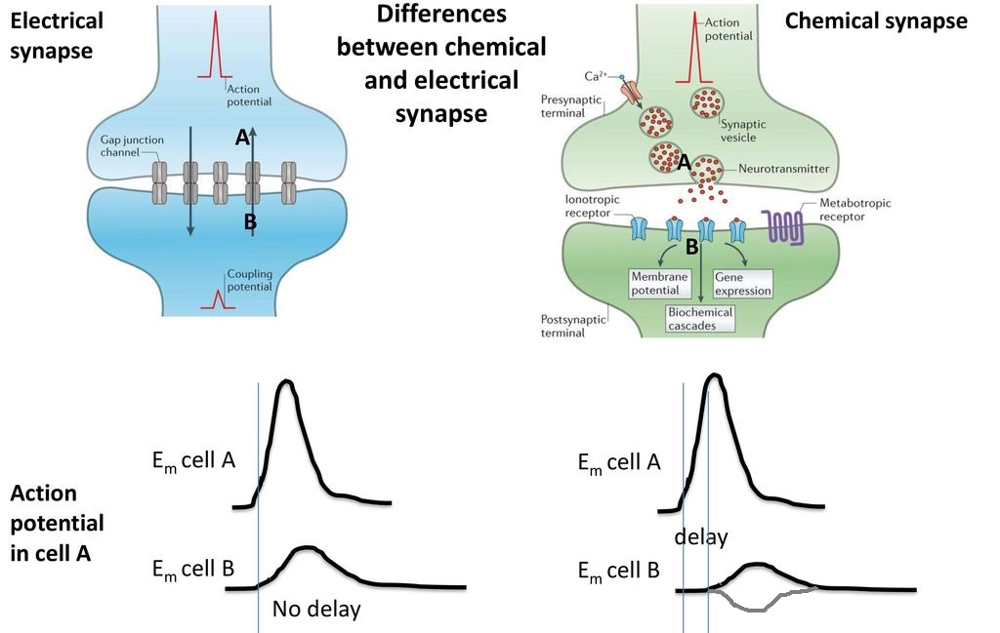 Electrical
synapse
Differences
between chemical
and electrical
synapse
Chemical synapse
Action
potential
A
Gap junction
channel
B
Coupling
potential
Action
potential
Ca²⁺
Presynaptic
terminal
Synaptic
vesicle
A
Neurotransmitter
Ionotropic
receptor
Metabotropic
receptor
B
Membrane
potential
Gene
expression
Biochemical
cascades
Postsynaptic
terminal
Action
potential
in cell A
Eₘ cell A
Eₘ cell B
No delay
Eₘ cell A
delay
Eₘ cell B